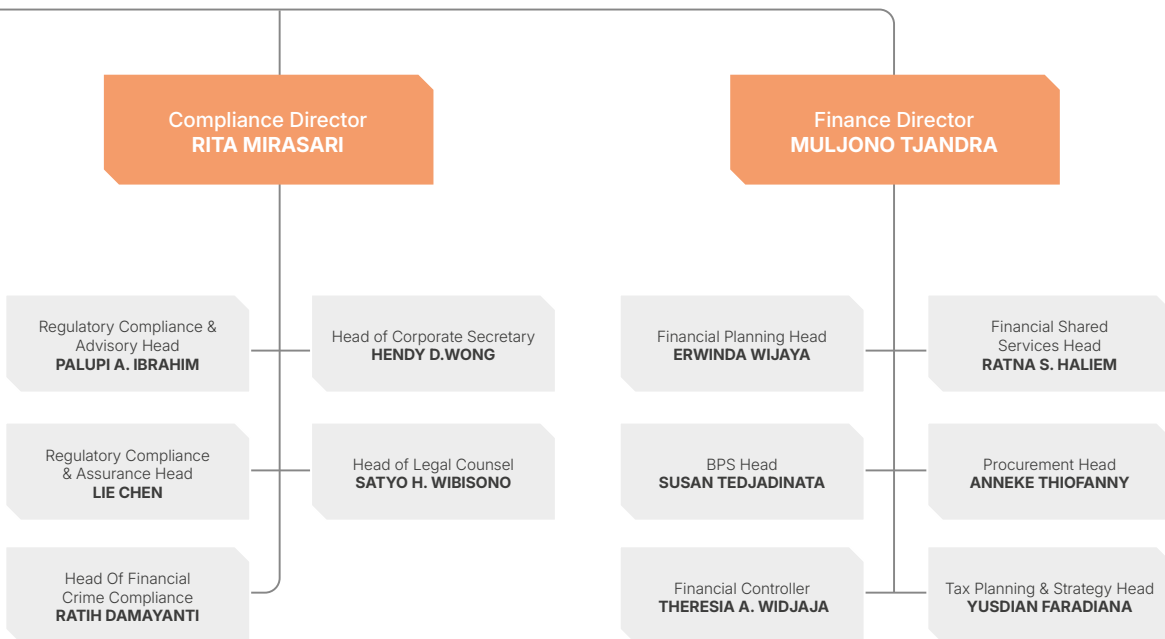 Compliance Director
RITA MIRASARI
Finance Director
MULJONO TJANDRA
Regulatory Compliance &
Advisory Head
PALUPI A. IBRAHIM
Head of Corporate Secretary
HENDY D.WONG
Financial Planning Head
ERWINDA WIJAYA
Financial Shared
Services Head
RATNA S. HALIEM
Regulatory Compliance
& Assurance Head
LIE CHEN
Head of Legal Counsel
SATYO H. WIBISONO
BPS Head
SUSAN TEDJADINATA
Procurement Head
ANNEKE THIOFANNY
Head Of Financial
Crime Compliance
RATIH DAMAYANTI
Financial Controller
THERESIA A. WIDJAJA
Tax Planning & Strategy Head
YUSDIAN FARADIANA